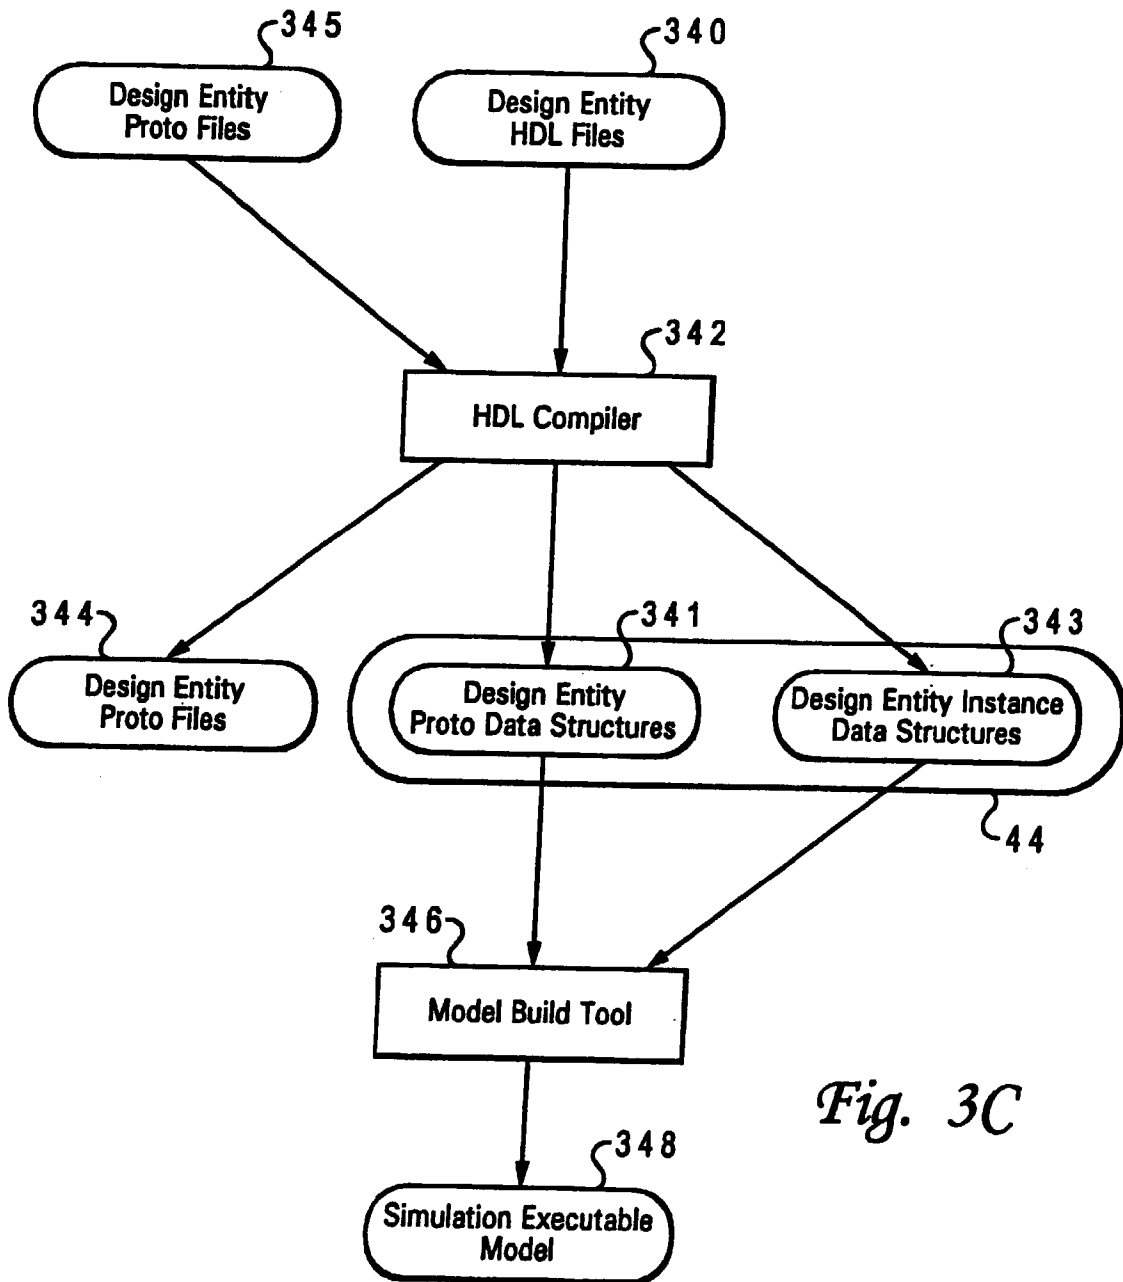 345
340
Design Entity
Proto Files
Design Entity
HDL Files
342
HDL Compiler
344
341
343
Design Entity
Proto Files
Design Entity
Proto Data Structures
Design Entity Instance
Data Structures
44
346
Model Build Tool
Fig. 3C
348
Simulation Executable
Model